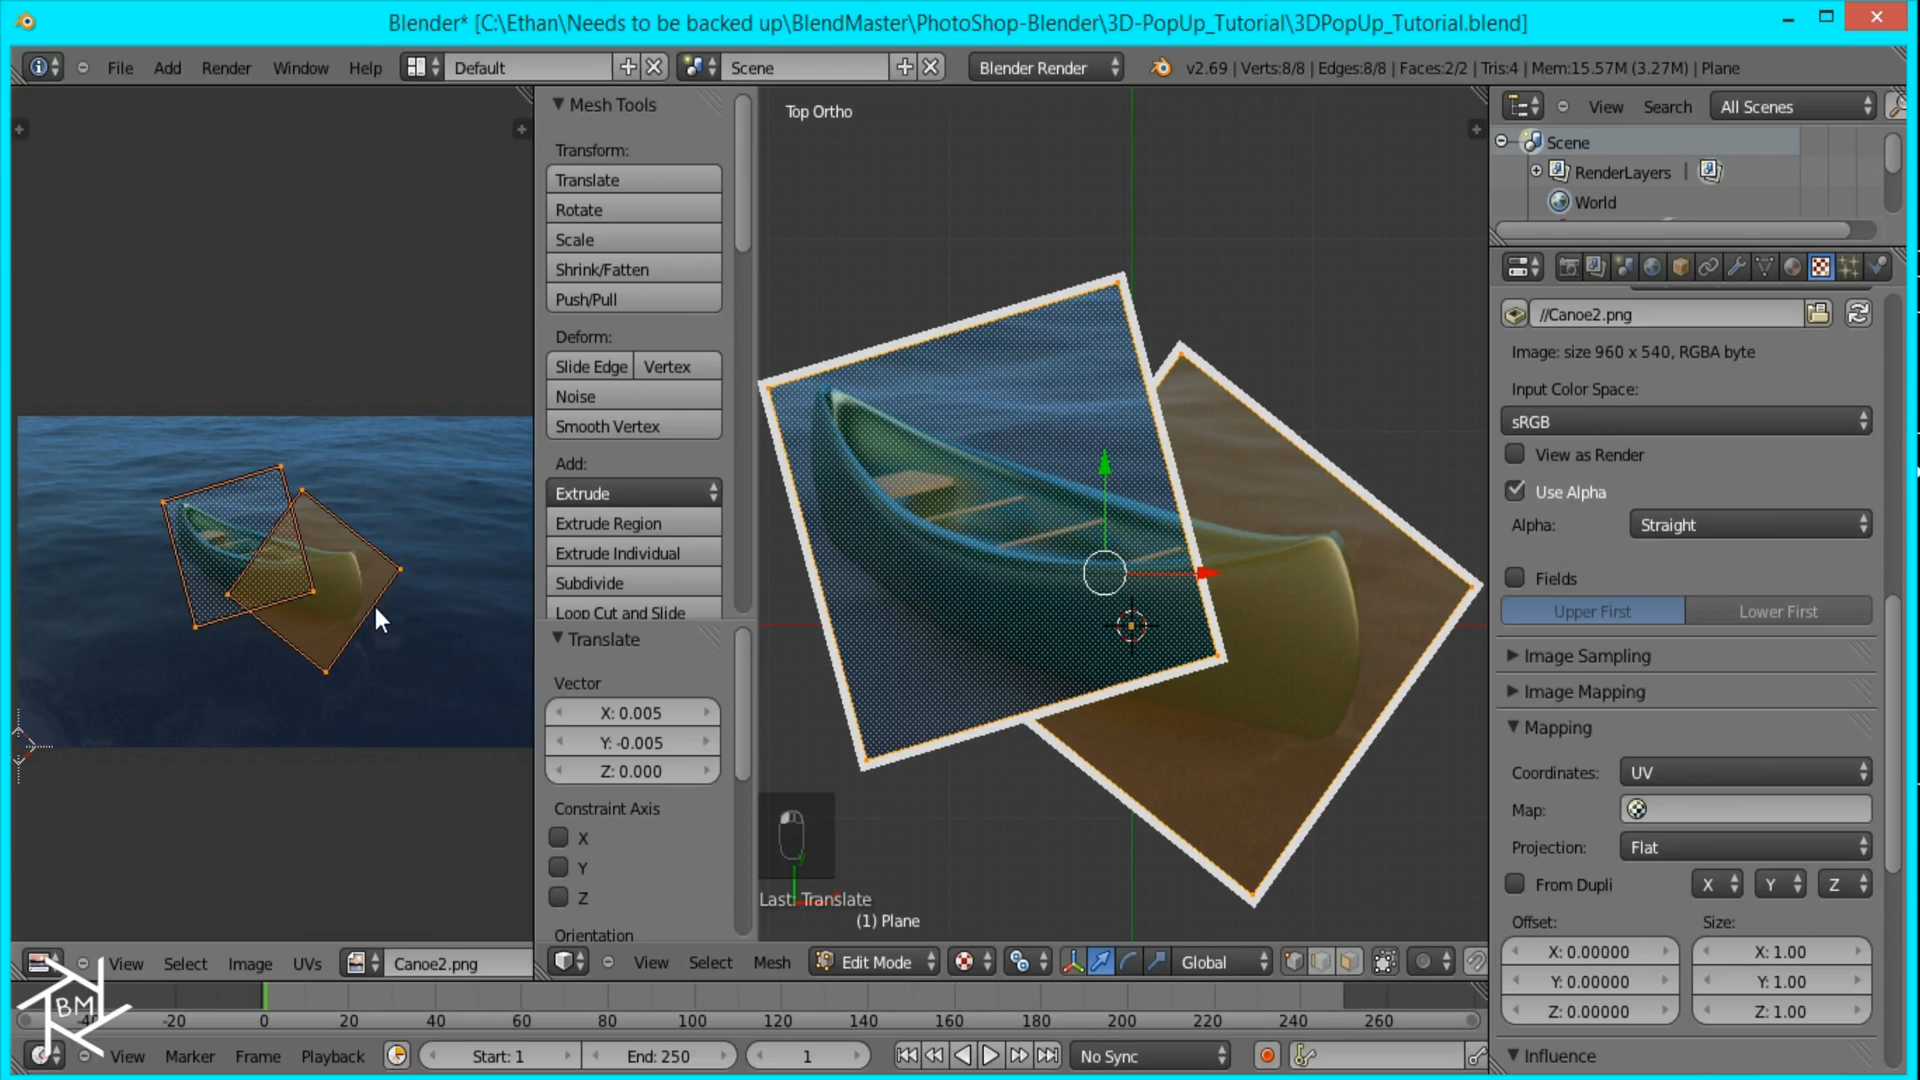 Blender* [C:\Ethan\Needs to be backed up\BlendMaster\PhotoShop-Blender\3D-PopUp_Tutorial\3DPopUp_Tutorial.blend]
File Add Render Window Help Default Scene Blender Render v2.69 | Verts:8/8 | Edges:8/8 | Faces:2/2 | Tris:4 | Mem:15.57M (3.27M) | Plane
Mesh Tools
Transform:
Translate
Rotate
Scale
Shrink/Fatten
Push/Pull
Deform:
Slide Edge Vertex
Noise
Smooth Vertex
Add:
Extrude
Extrude Region
Extrude Individual
Subdivide
Loop Cut and Slide
Translate
Vector
X: 0.005
Y: -0.005
Z: 0.000
Constraint Axis
X
Y
Z
Orientation
Top Ortho
Last: Translate
(1) Plane
View Search All Scenes
Scene
RenderLayers
World
//Canoe2.png
Image: size 960 x 540, RGBA byte
Input Color Space:
sRGB
View as Render
Use Alpha
Alpha: Straight
Fields
Upper First Lower First
Image Sampling
Image Mapping
Mapping
Coordinates: UV
Map:
Projection: Flat
From Dupli X Y Z
Offset: Size:
X: 0.00000 X: 1.00
Y: 0.00000 Y: 1.00
Z: 0.00000 Z: 1.00
Influence
View Select Image UVs Canoe2.png
View Select Mesh Edit Mode Global
BM
-40 -20 0 20 40 60 80 100 120 140 160 180 200 220 240 260
View Marker Frame Playback Start: 1 End: 250 1 No Sync